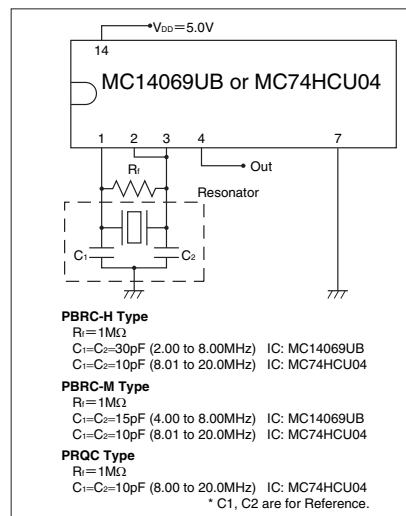 VDD=5.0V
14
MC14069UB or MC74HCU04
1 2 3 4 7
Rf
Out
Resonator
C1 C2
PBRC-H Type
Rf=1MΩ
C1=C2=30pF (2.00 to 8.00MHz) IC: MC14069UB
C1=C2=10pF (8.01 to 20.0MHz) IC: MC74HCU04
PBRC-M Type
Rf=1MΩ
C1=C2=15pF (4.00 to 8.00MHz) IC: MC14069UB
C1=C2=10pF (8.01 to 20.0MHz) IC: MC74HCU04
PRQC Type
Rf=1MΩ
C1=C2=10pF (8.00 to 20.0MHz) IC: MC74HCU04
* C1, C2 are for Reference.